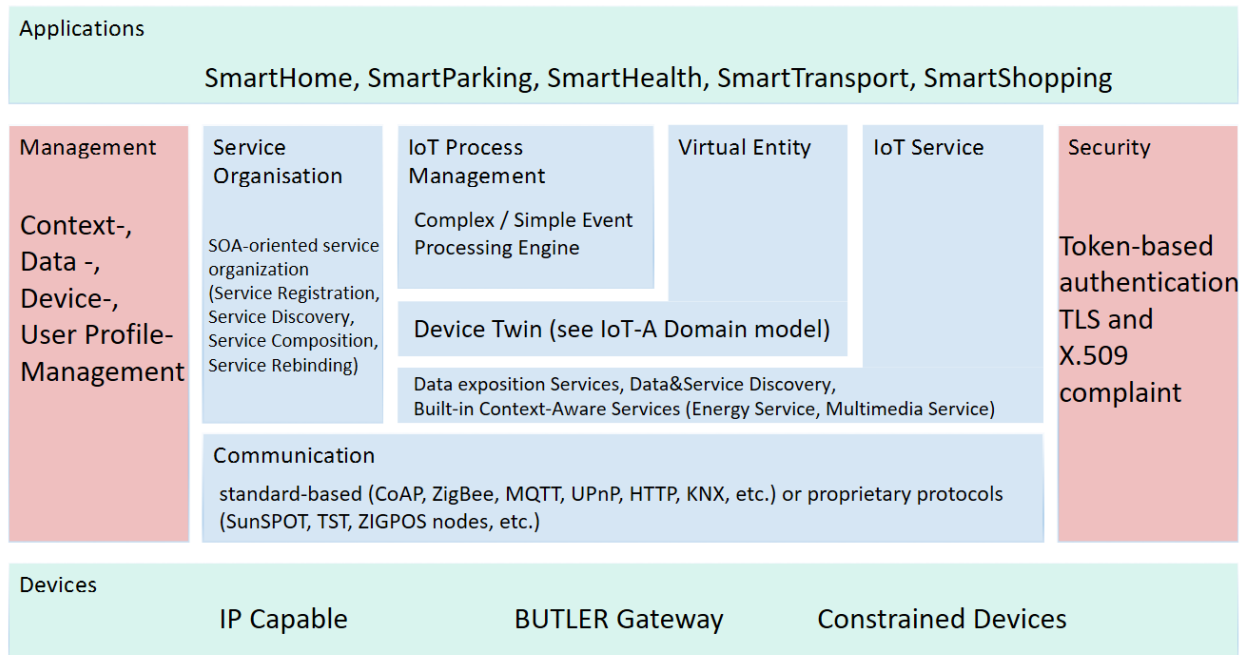 Applications
SmartHome, SmartParking, SmartHealth, SmartTransport, SmartShopping
Management
Context-,
Data -,
Device-,
User Profile-
Management
Service
Organisation
SOA-oriented service
organization
(Service Registration,
Service Discovery,
Service Composition,
Service Rebinding)
IoT Process
Management
Complex / Simple Event
Processing Engine
Virtual Entity
IoT Service
Device Twin (see IoT-A Domain model)
Data exposition Services, Data&Service Discovery,
Built-in Context-Aware Services (Energy Service, Multimedia Service)
Communication
standard-based (CoAP, ZigBee, MQTT, UPnP, HTTP, KNX, etc.) or proprietary protocols
(SunSPOT, TST, ZIGPOS nodes, etc.)
Security
Token-based
authentication
TLS and
X.509
complaint
Devices
IP Capable
BUTLER Gateway
Constrained Devices